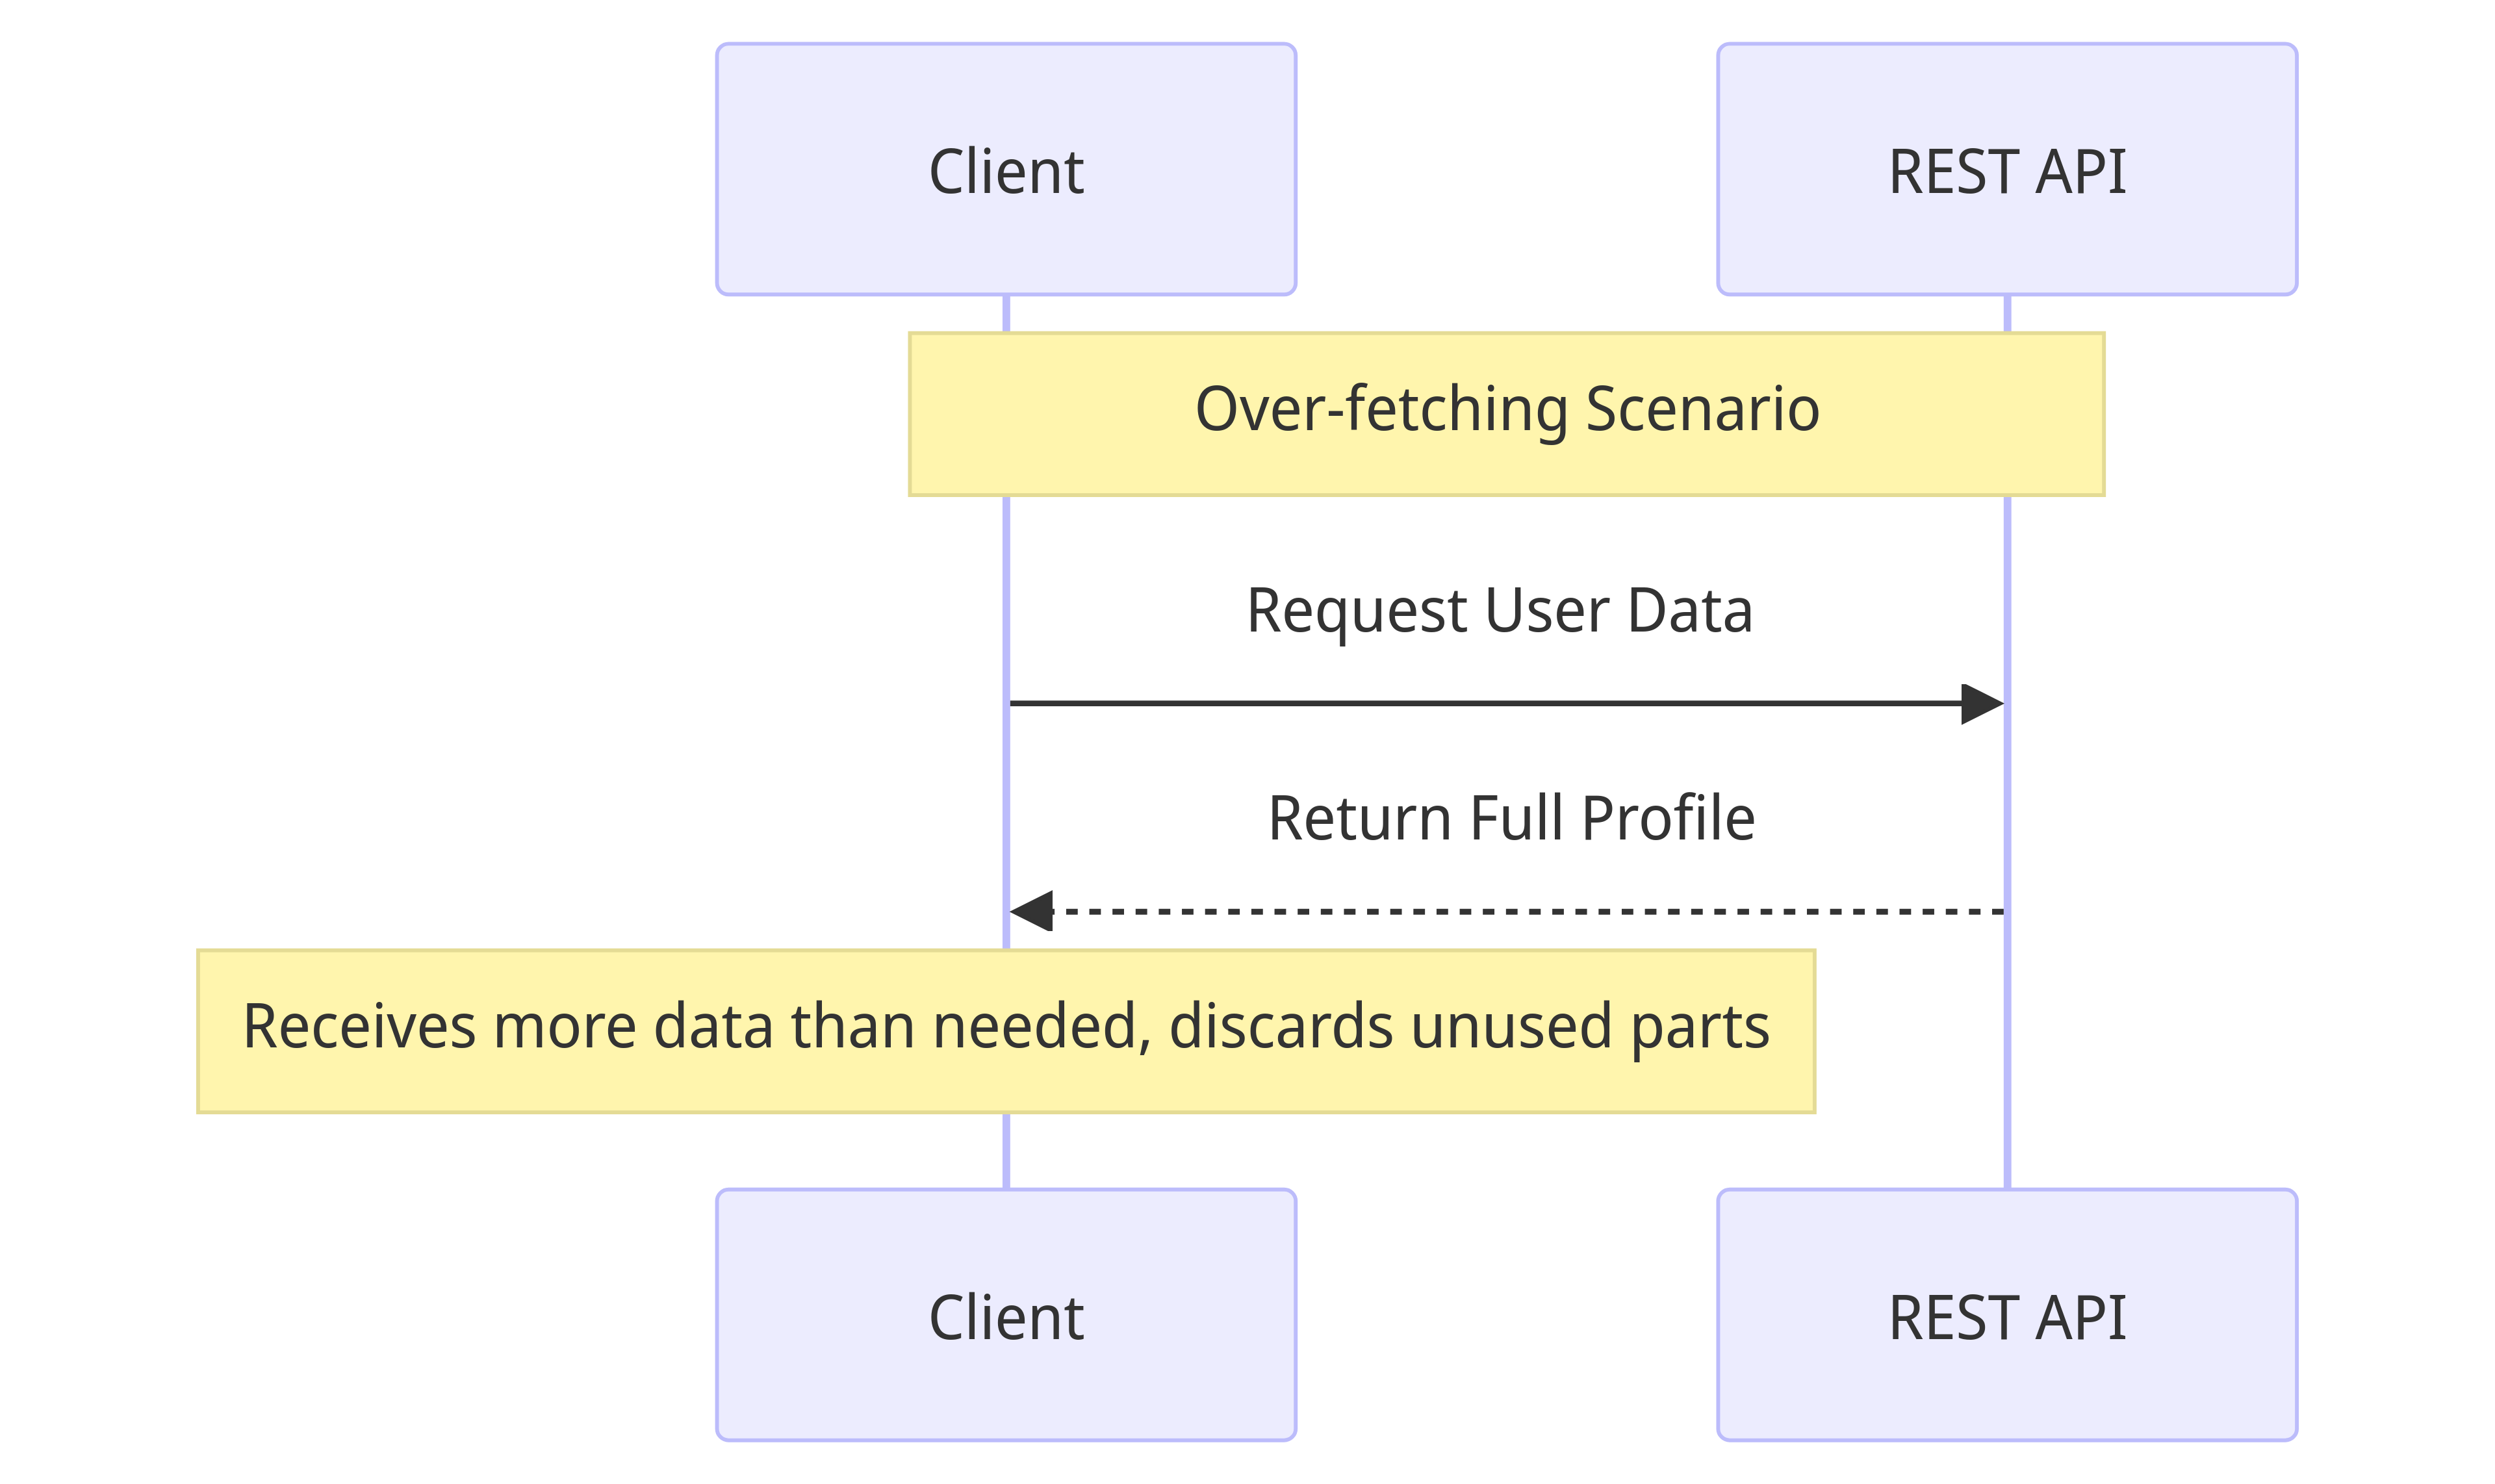 Client
REST API
Over-fetching Scenario
Request User Data
Return Full Profile
Receives more data than needed, discards unused parts
Client
REST API